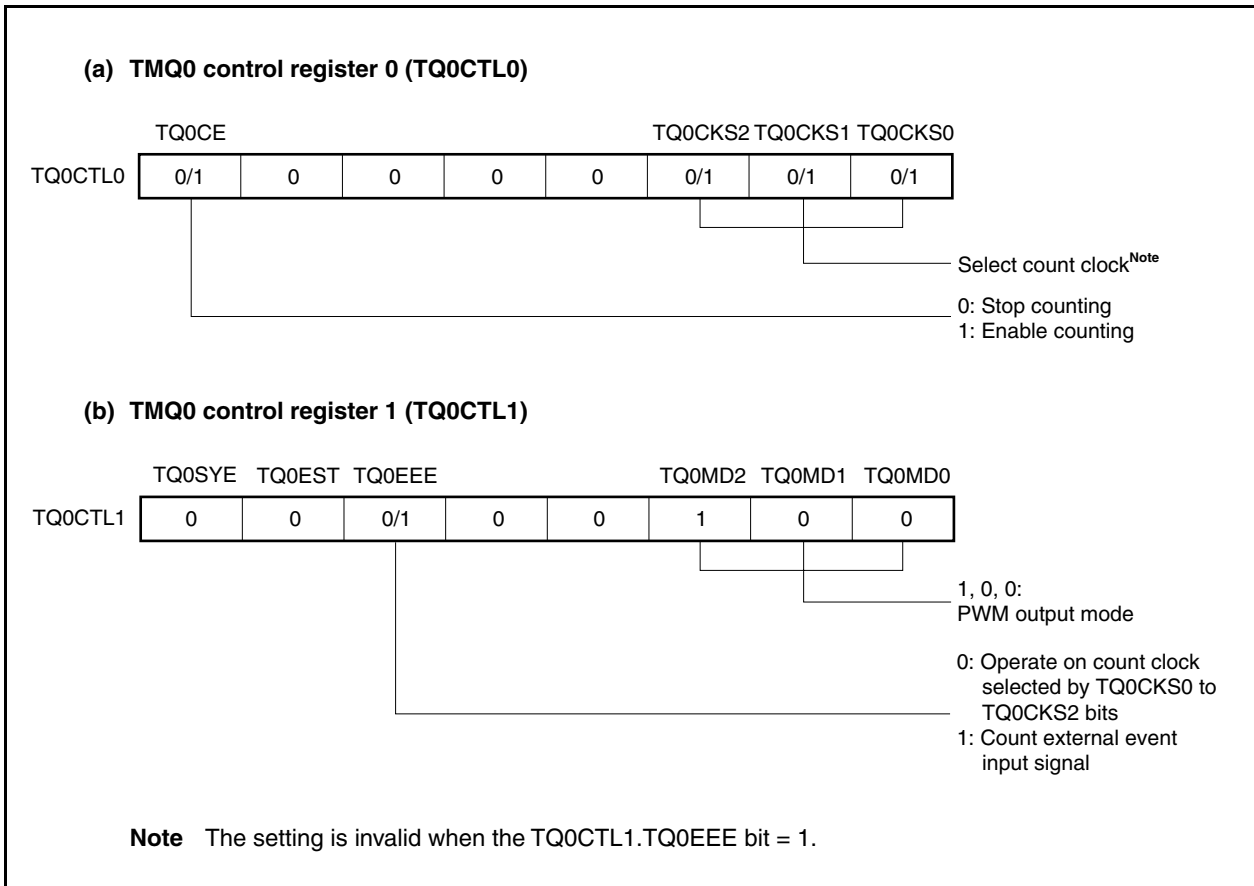 (a) TMQ0 control register 0 (TQ0CTL0)
TQ0CE TQ0CKS2 TQ0CKS1 TQ0CKS0
TQ0CTL0 0/1 0 0 0 0 0/1 0/1 0/1
Select count clockNote
0: Stop counting
1: Enable counting
(b) TMQ0 control register 1 (TQ0CTL1)
TQ0SYE TQ0EST TQ0EEE TQ0MD2 TQ0MD1 TQ0MD0
TQ0CTL1 0 0 0/1 0 0 1 0 0
1, 0, 0:
PWM output mode
0: Operate on count clock
selected by TQ0CKS0 to
TQ0CKS2 bits
1: Count external event
input signal
Note The setting is invalid when the TQ0CTL1.TQ0EEE bit = 1.